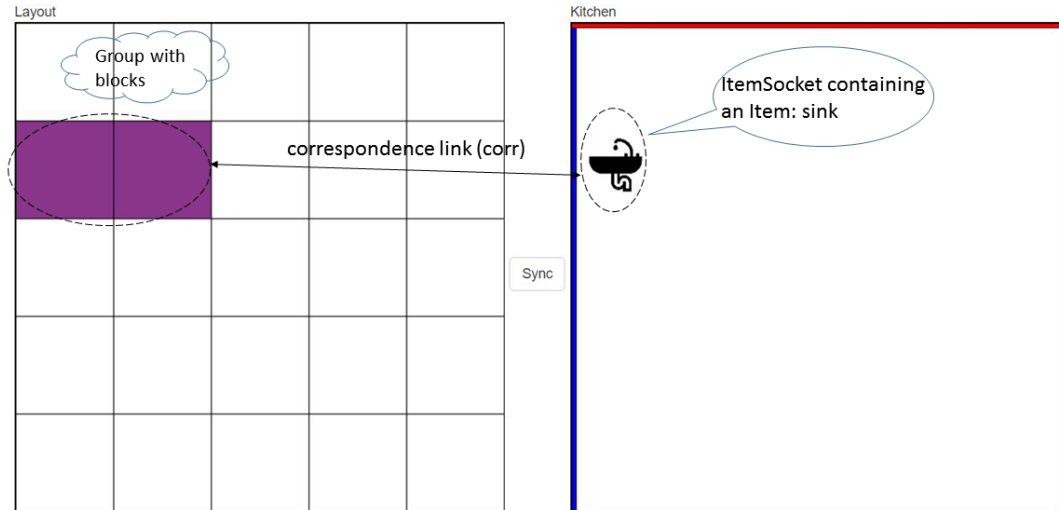 Layout
Kitchen
Group with
blocks
ItemSocket containing
an Item: sink
correspondence link (corr)
Sync